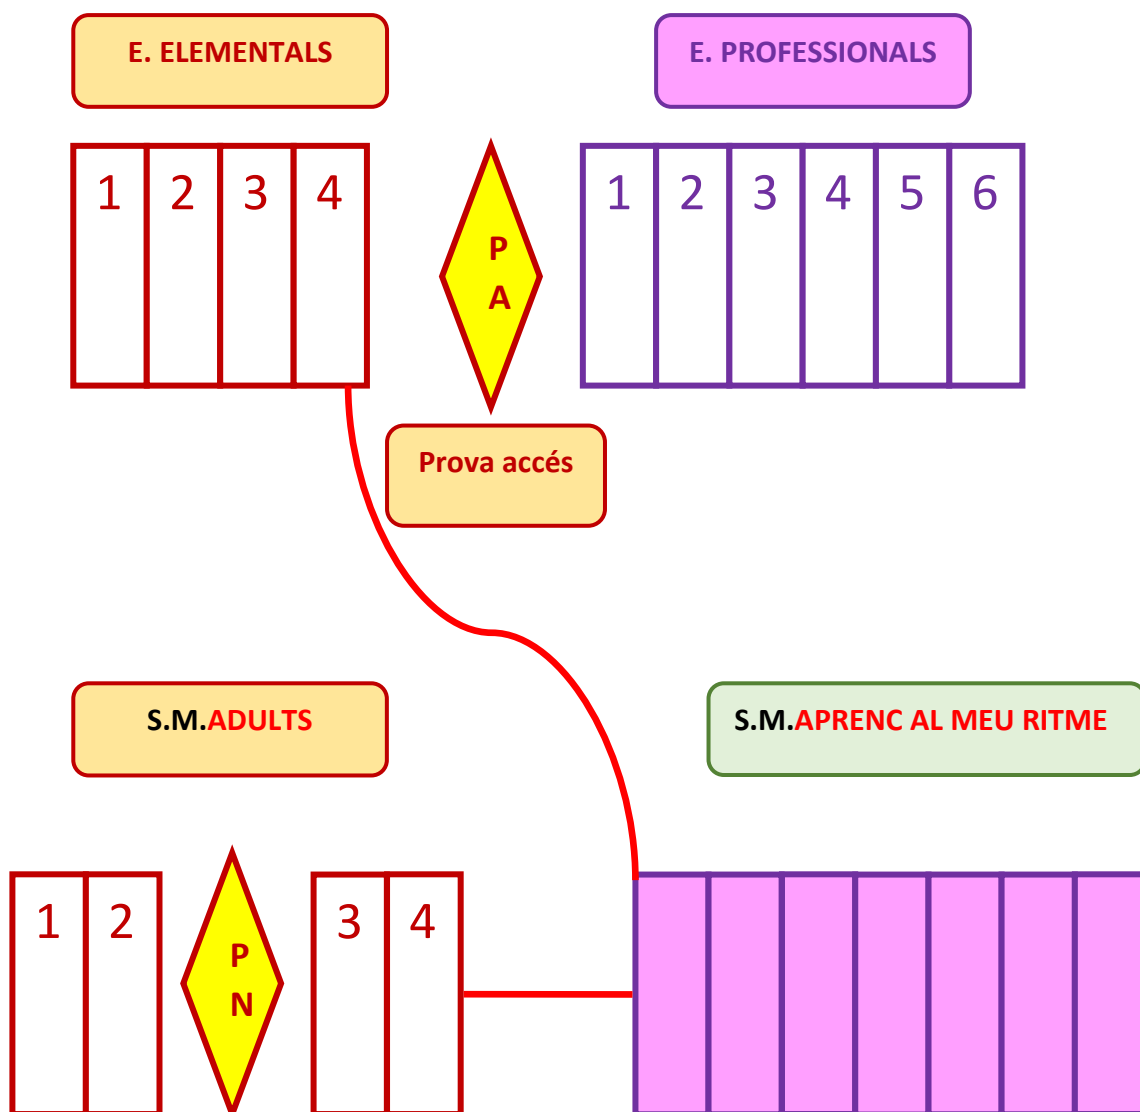 E. ELEMENTALS
E. PROFESSIONALS
1 2 3 4
P
A
1 2 3 4 5 6
Prova accés
S.M.ADULTS
S.M.APRENC AL MEU RITME
1 2
P
N
3 4